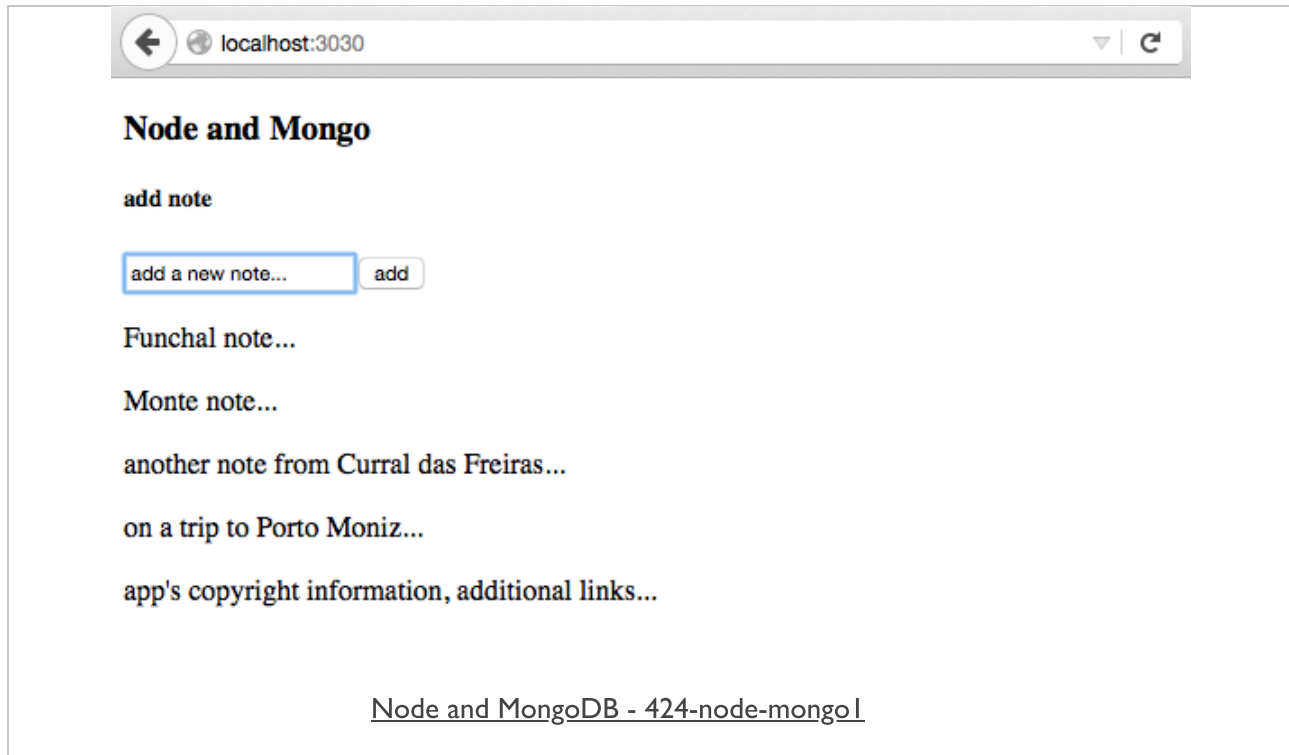 localhost:3030
Node and Mongo
add note
add a new note... add
Funchal note...
Monte note...
another note from Curral das Freiras...
on a trip to Porto Moniz...
app's copyright information, additional links...
Node and MongoDB - 424-node-mongo1